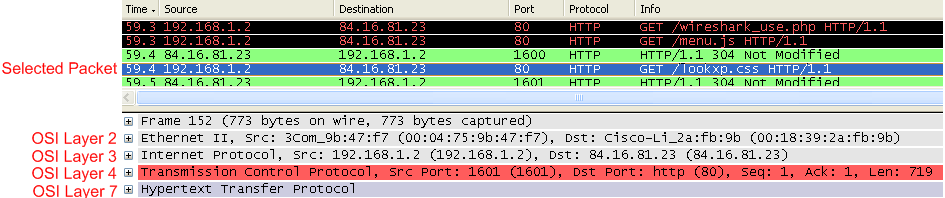 Time Source Destination Port Protocol Info
59.3 192.168.1.2 84.16.81.23 80 HTTP GET /wireshark_use.php HTTP/1.1
59.3 192.168.1.2 84.16.81.23 80 HTTP GET /menu.js HTTP/1.1
59.4 84.16.81.23 192.168.1.2 1600 HTTP HTTP/1.1 304 Not Modified
Selected Packet 59.4 192.168.1.2 84.16.81.23 80 HTTP GET /lookxp.css HTTP/1.1
59.5 84.16.81.23 192.168.1.2 1601 HTTP HTTP/1.1 304 Not Modified
Frame 152 (773 bytes on wire, 773 bytes captured)
OSI Layer 2 Ethernet II, Src: 3Com_9b:47:f7 (00:04:75:9b:47:f7), Dst: Cisco-Li_2a:fb:9b (00:18:39:2a:fb:9b)
OSI Layer 3 Internet Protocol, Src: 192.168.1.2 (192.168.1.2), Dst: 84.16.81.23 (84.16.81.23)
OSI Layer 4 Transmission Control Protocol, Src Port: 1601 (1601), Dst Port: http (80), Seq: 1, Ack: 1, Len: 719
OSI Layer 7 Hypertext Transfer Protocol